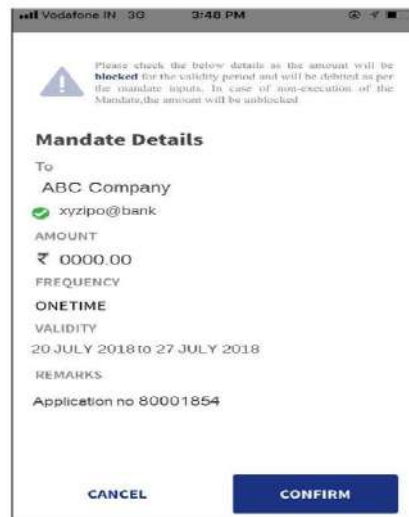 Vodafone IN 3G 3:48 PM
Please check the below details as the amount will be
blocked for the validity period and will be debited as per
the mandate inputs. In case of non-execution of the
Mandate,the amount will be unblocked
Mandate Details
To
ABC Company
xyzipo@bank
AMOUNT
₹ 0000.00
FREQUENCY
ONETIME
VALIDITY
20 JULY 2018 to 27 JULY 2018
REMARKS
Application no 80001854
CANCEL CONFIRM